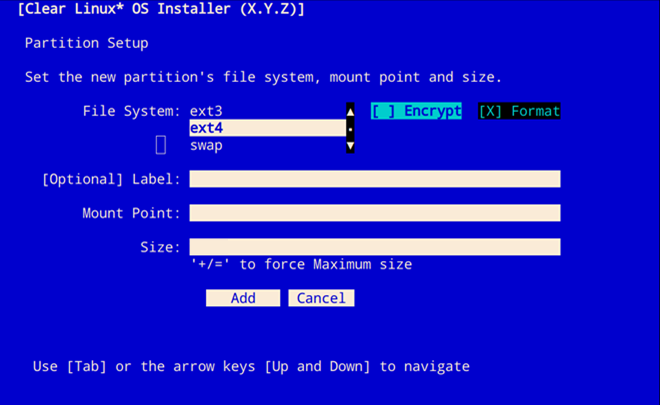 [Clear Linux* OS Installer (X.Y.Z)]
Partition Setup
Set the new partition's file system, mount point and size.
File System: ext3 ▲ [ ] Encrypt [X] Format
ext4
swap ▼
[Optional] Label:
Mount Point:
Size:
'+/=' to force Maximum size
Add Cancel
Use [Tab] or the arrow keys [Up and Down] to navigate